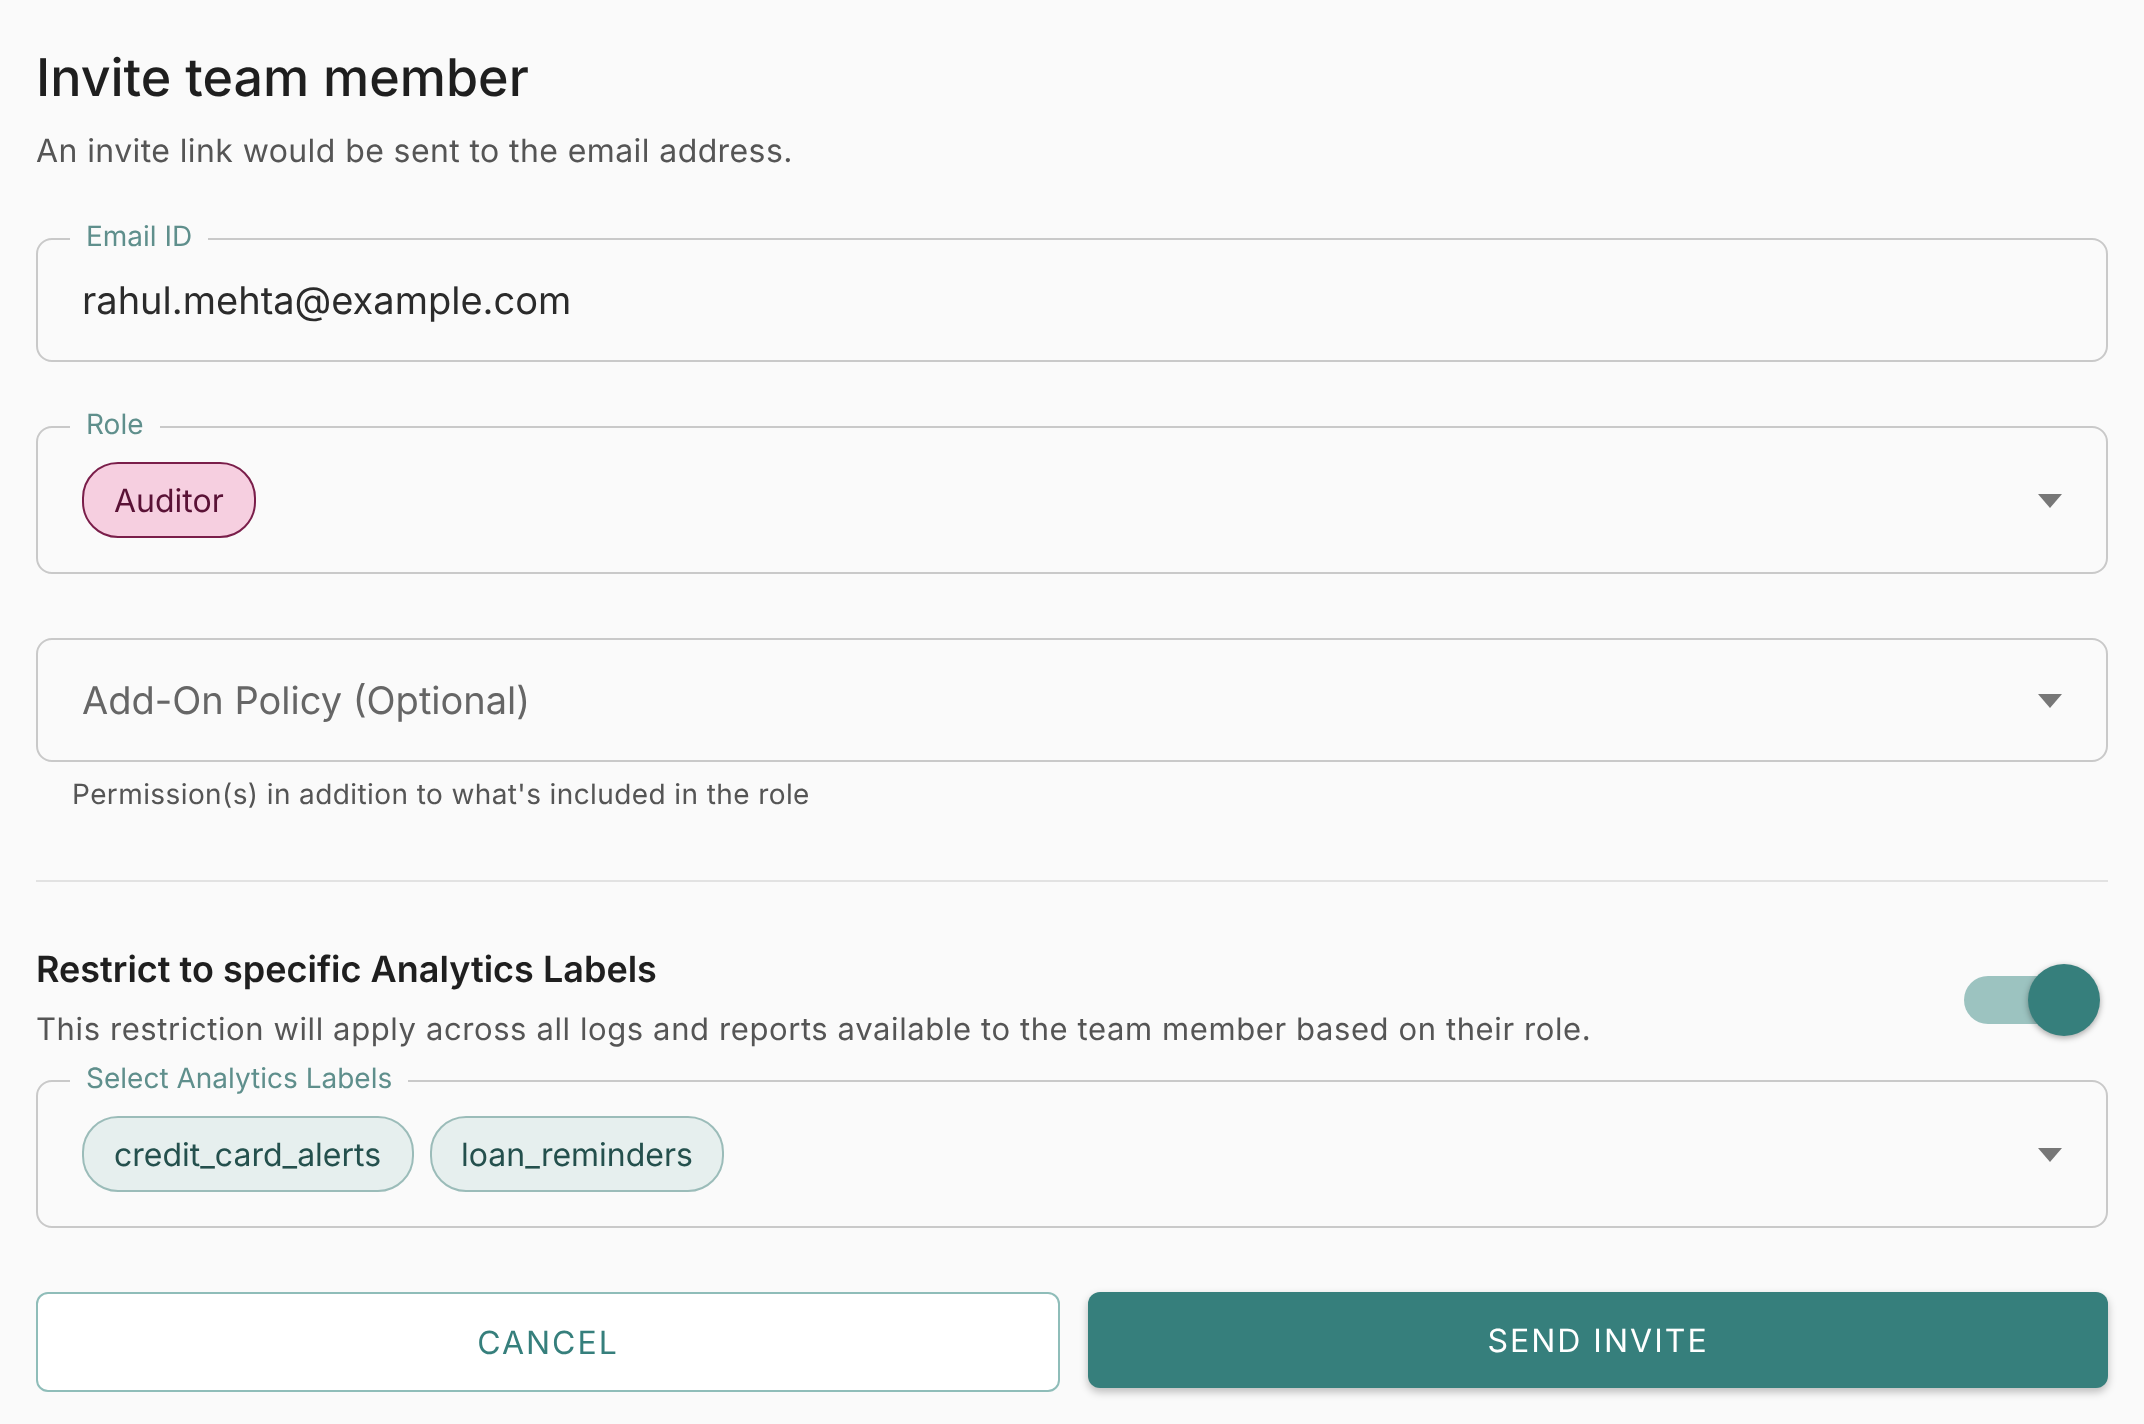 Invite team member
An invite link would be sent to the email address.
Email ID
rahul.mehta@example.com
Role
Auditor
Add-On Policy (Optional)
Permission(s) in addition to what's included in the role
Restrict to specific Analytics Labels
This restriction will apply across all logs and reports available to the team member based on their role.
Select Analytics Labels
credit_card_alerts loan_reminders
CANCEL SEND INVITE